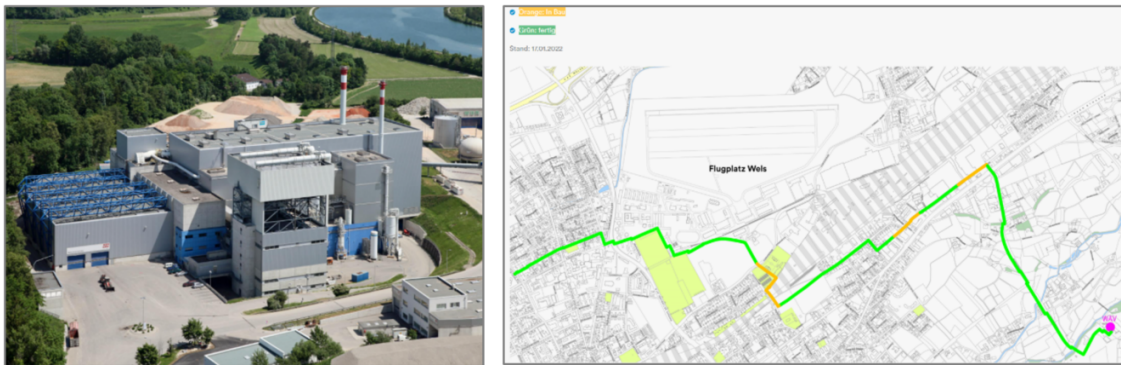 Orange: In Bau
Grün: fertig
Stand: 17.01.2022
Flugplatz Wels
WAV